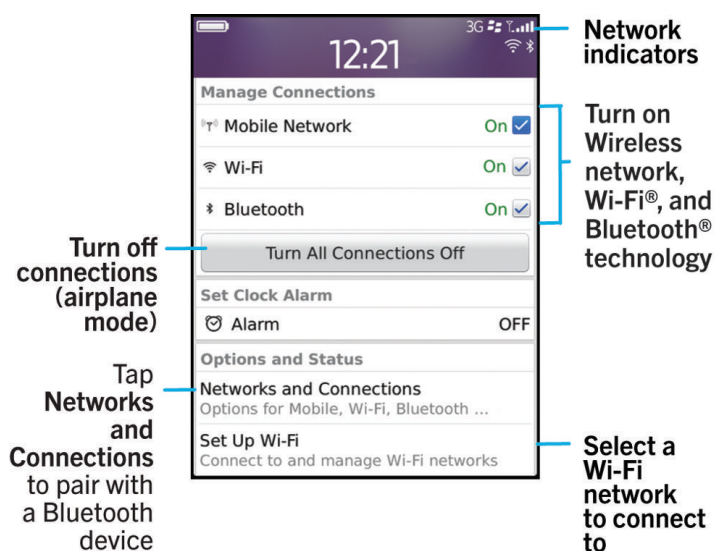 3G
12:21
Manage Connections
Mobile Network On
Wi-Fi On
Bluetooth On
Turn All Connections Off
Set Clock Alarm
Alarm OFF
Options and Status
Networks and Connections
Options for Mobile, Wi-Fi, Bluetooth ...
Set Up Wi-Fi
Connect to and manage Wi-Fi networks
Network
indicators
Turn on
Wireless
network,
Wi-Fi®, and
Bluetooth®
technology
Turn off
connections
(airplane
mode)
Tap
Networks
and
Connections
to pair with
a Bluetooth
device
Select a
Wi-Fi
network
to connect
to